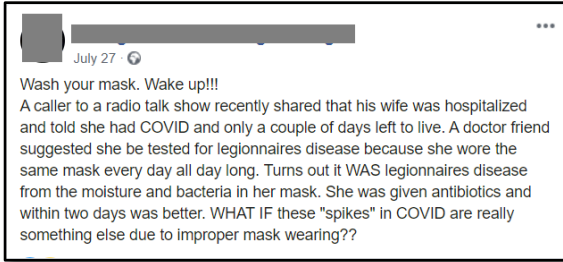 July 27
Wash your mask. Wake up!!!
A caller to a radio talk show recently shared that his wife was hospitalized
and told she had COVID and only a couple of days left to live. A doctor friend
suggested she be tested for legionnaires disease because she wore the
same mask every day all day long. Turns out it WAS legionnaires disease
from the moisture and bacteria in her mask. She was given antibiotics and
within two days was better. WHAT IF these "spikes" in COVID are really
something else due to improper mask wearing??